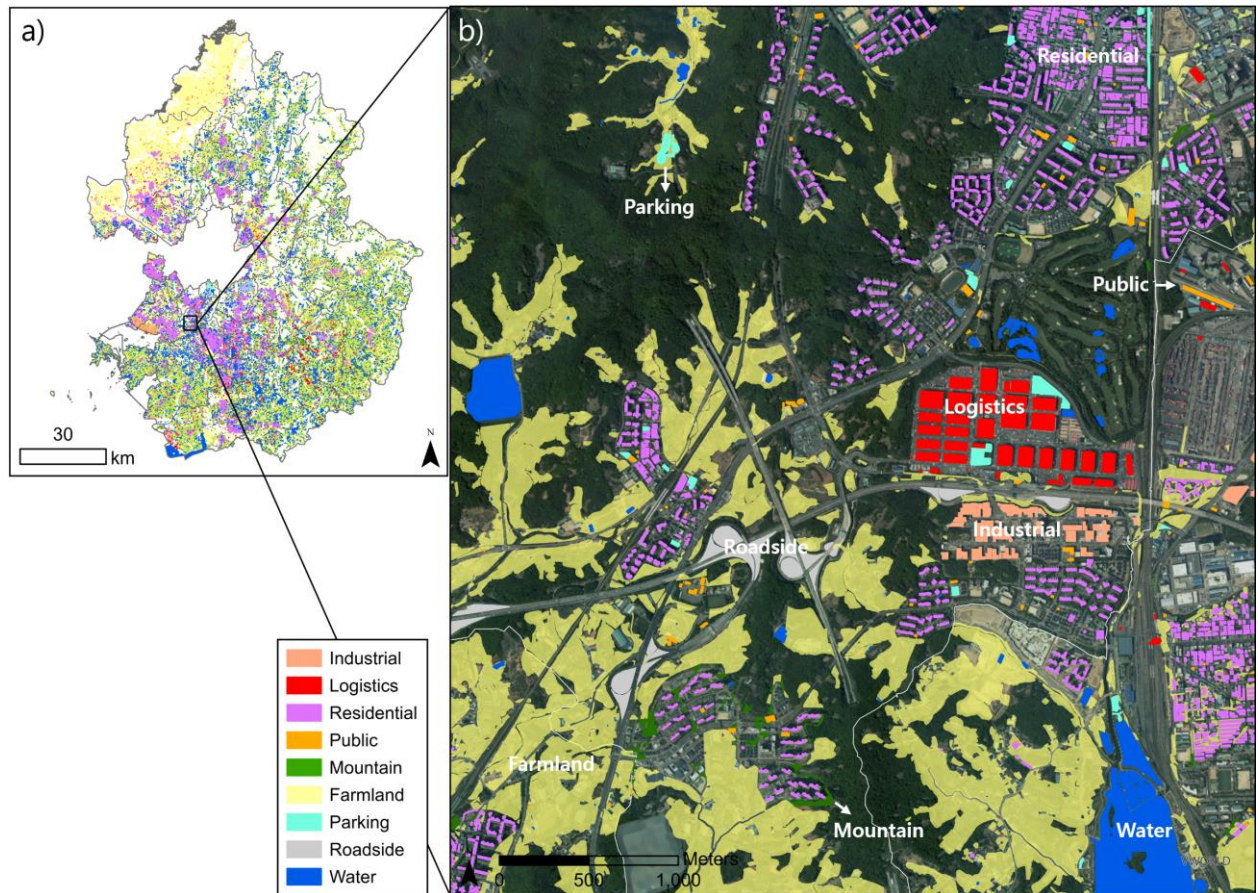 a)
30
km
N
Industrial
Logistics
Residential
Public
Mountain
Farmland
Parking
Roadside
Water
b)
Residential
Parking
Public
Logistics
Industrial
Roadside
Farmland
Mountain
Water
Meters
0 500 1,000